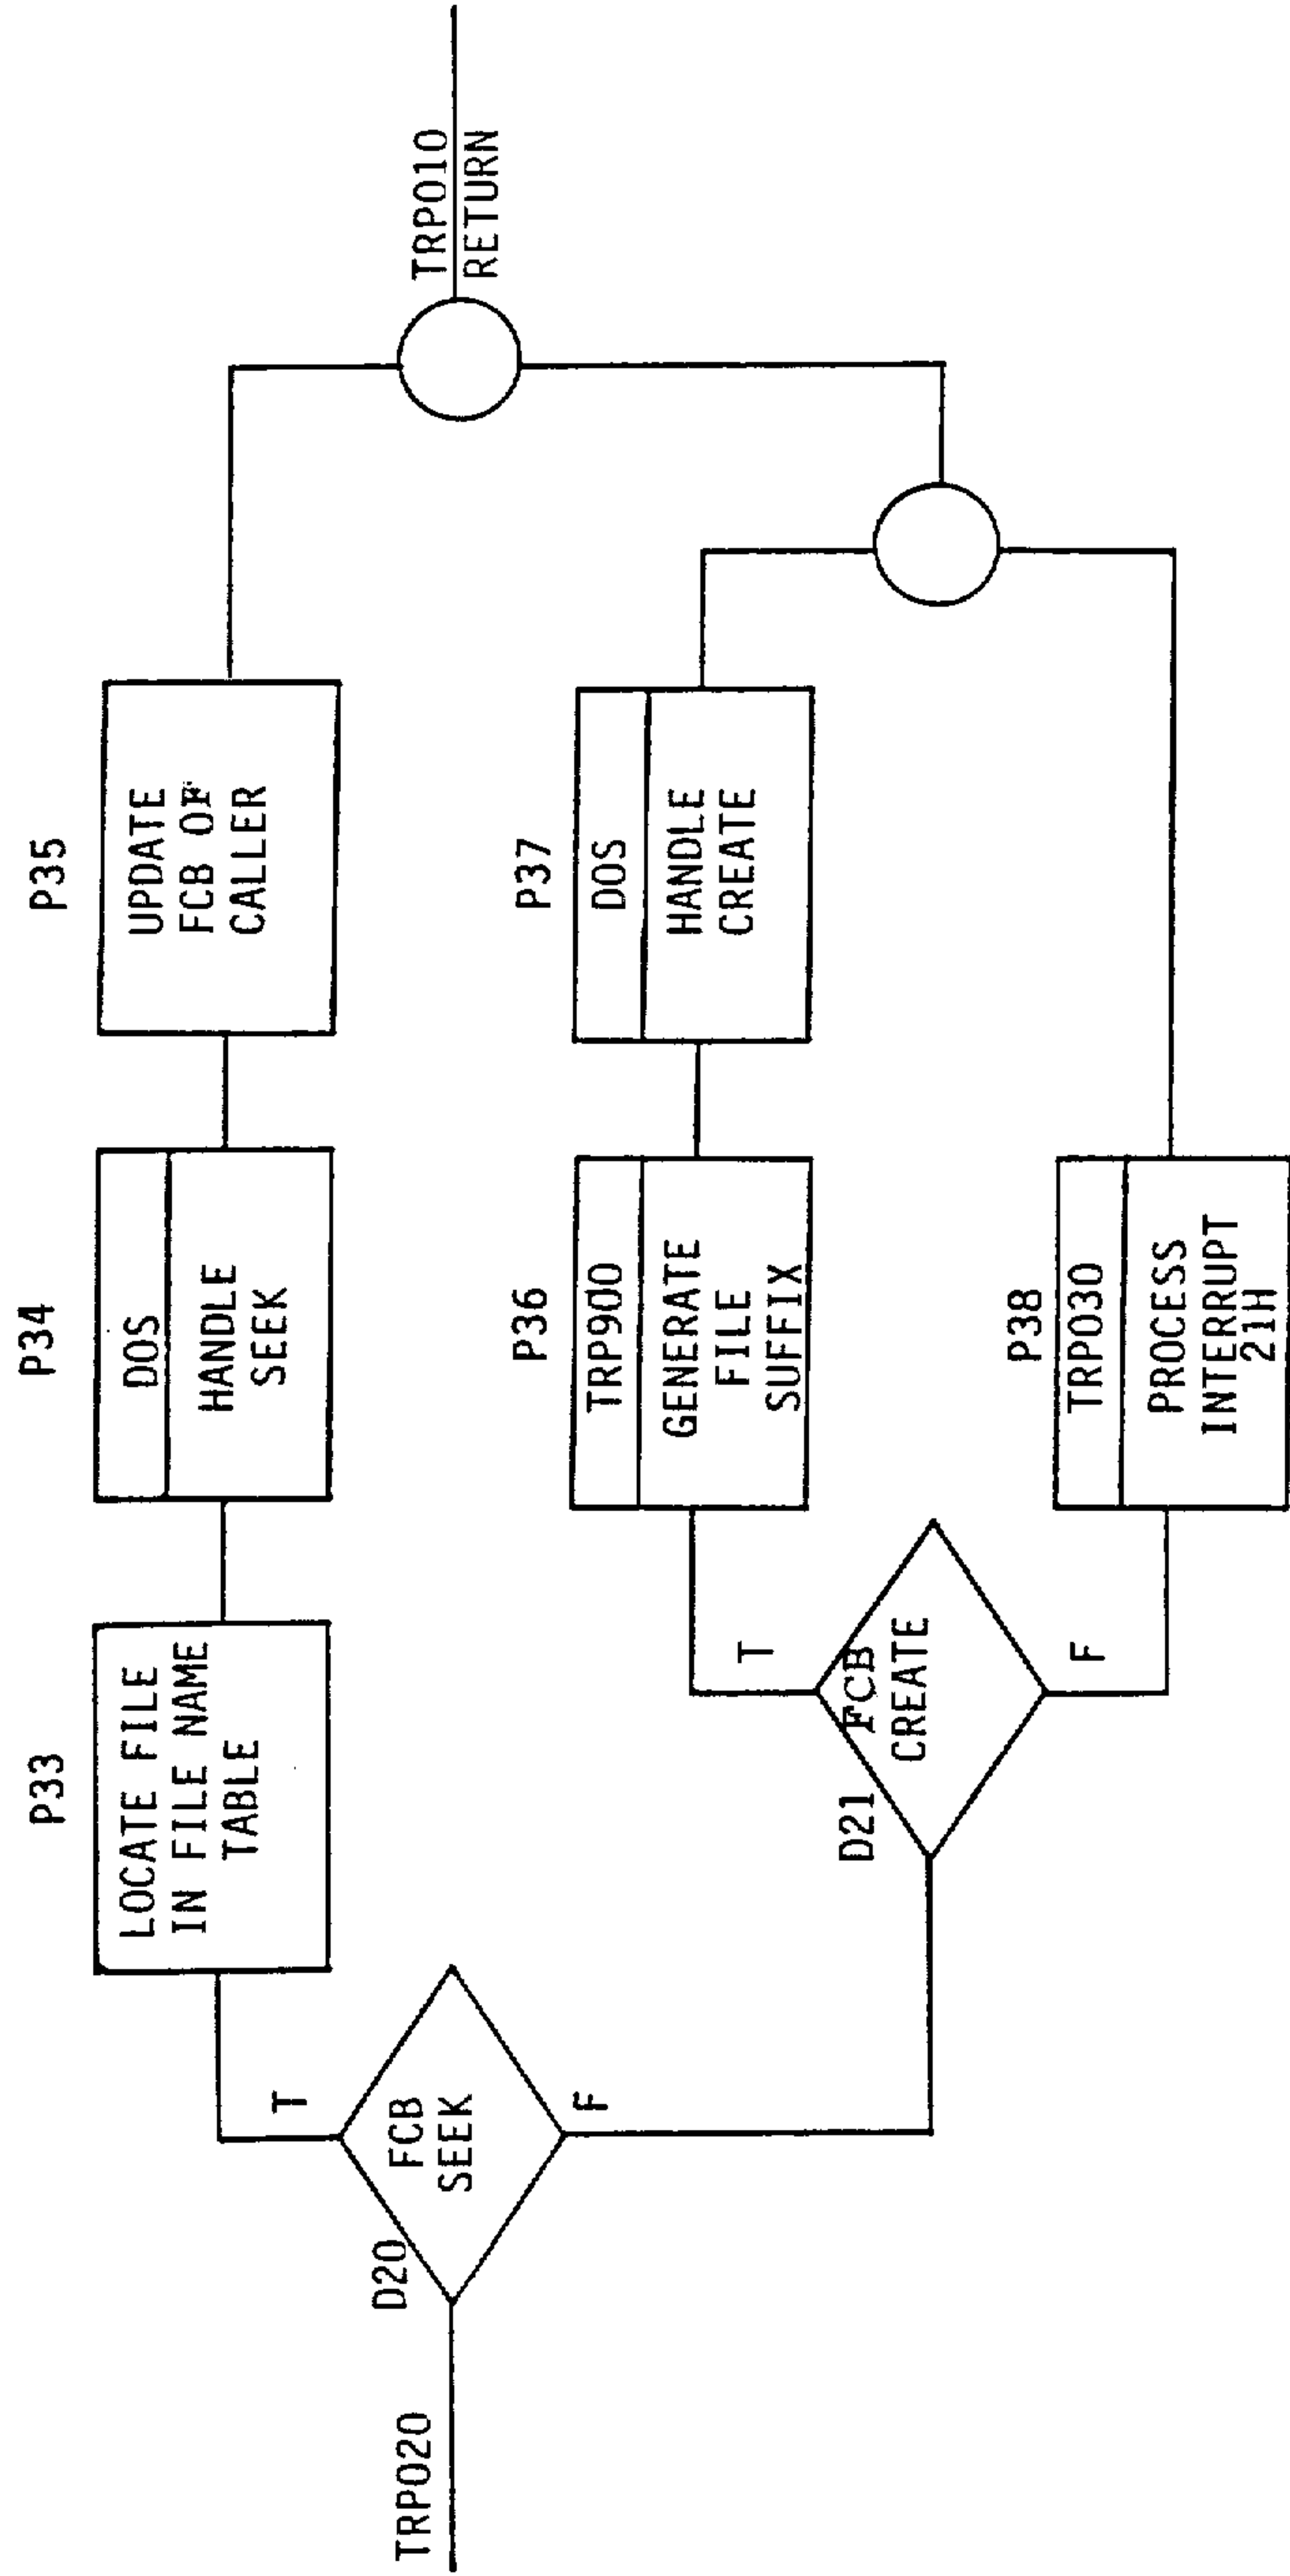 TRP020
D20
FCB
SEEK
T
F
P33
LOCATE FILE
IN FILE NAME
TABLE
P34
DOS
HANDLE
SEEK
P35
UPDATE
FCB OF
CALLER
D21
FCB
CREATE
T
F
P36
TRP900
GENERATE
FILE
SUFFIX
P37
DOS
HANDLE
CREATE
P38
TRP030
PROCESS
INTERRUPT
21H
TRP010
RETURN